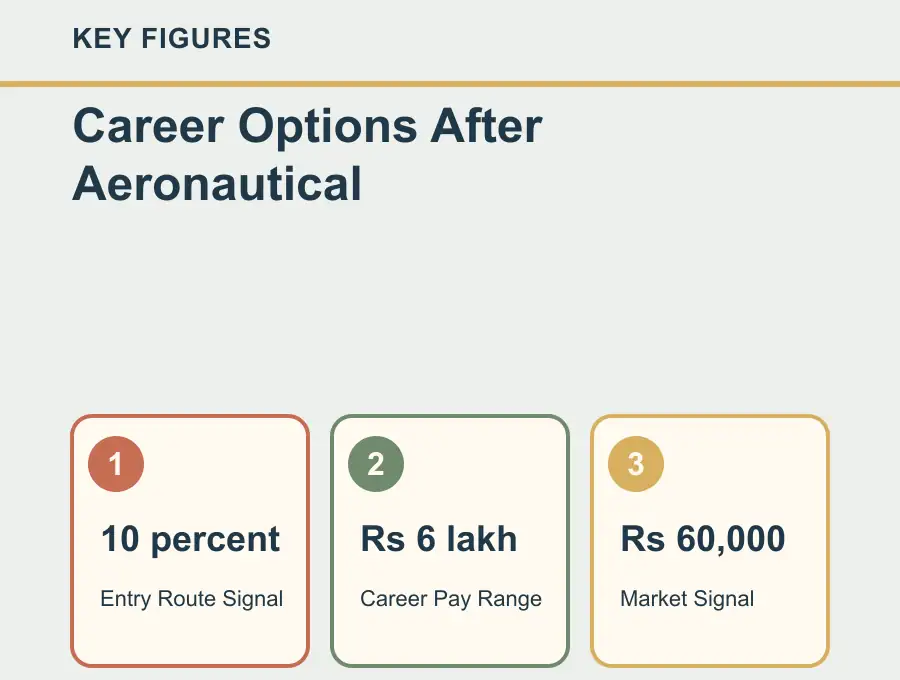 KEY FIGURES
Career Options After
Aeronautical
1
10 percent
Entry Route Signal
2
Rs 6 lakh
Career Pay Range
3
Rs 60,000
Market Signal